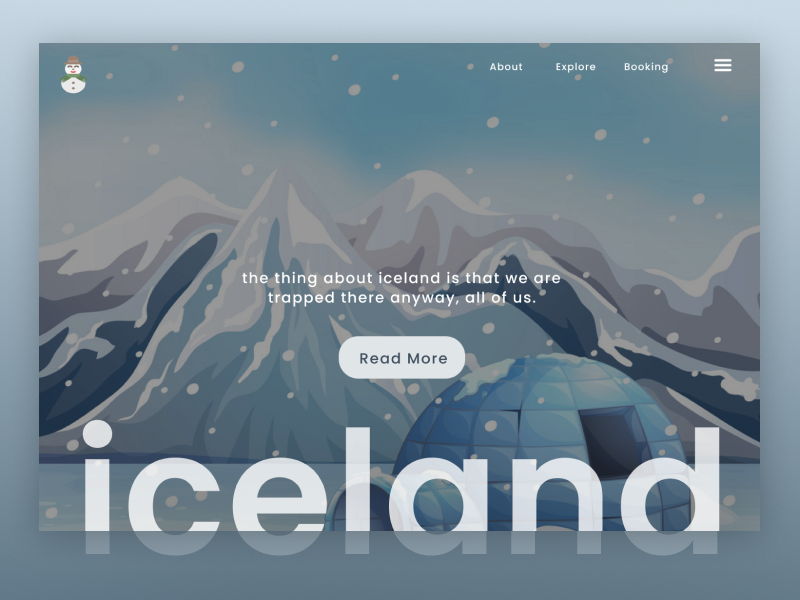 About Explore Booking
the thing about iceland is that we are
trapped there anyway, all of us.
Read More
iceland